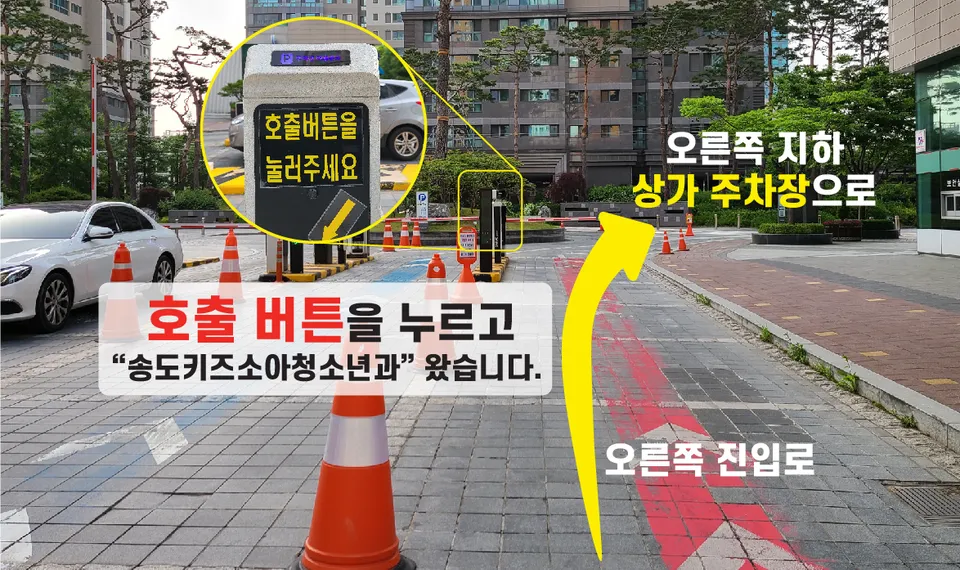 호출버튼을
눌러주세요
오른쪽 지하
상가 주차장으로
호출 버튼을 누르고
“송도키즈소아청소년과” 왔습니다.
오른쪽 진입로